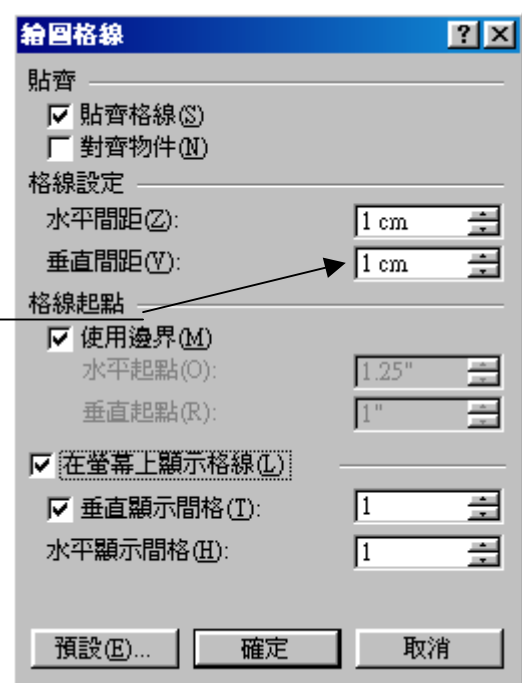 繪圖格線
貼齊
貼齊格線(S)
對齊物件(N)
格線設定
水平間距(Z): 1 cm
垂直間距(V): 1 cm
格線起點
使用邊界(M)
水平起點(O): 1.25"
垂直起點(R): 1"
在螢幕上顯示格線(L)
垂直顯示間格(T): 1
水平顯示間格(H): 1
預設(E)... 確定 取消